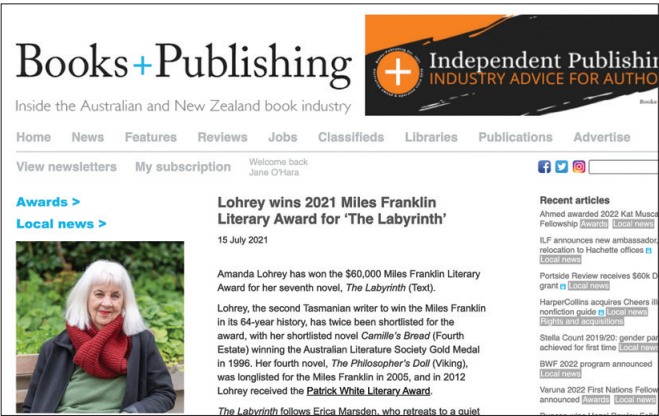 Books+Publishing
Inside the Australian and New Zealand book industry
Independent Publishin
INDUSTRY ADVICE FOR AUTHO
Books
Home News Features Reviews Jobs Classifieds Libraries Publications Advertise
View newsletters My subscription
Welcome back
Jane O'Hara
Awards >
Local news >
Lohrey wins 2021 Miles Franklin
Literary Award for ‘The Labyrinth’
15 July 2021
Amanda Lohrey has won the $60,000 Miles Franklin Literary
Award for her seventh novel, The Labyrinth (Text).
Lohrey, the second Tasmanian writer to win the Miles Franklin
in its 64-year history, has twice been shortlisted for the
award, with her shortlisted novel Camille's Bread (Fourth
Estate) winning the Australian Literature Society Gold Medal
in 1996. Her fourth novel, The Philosopher's Doll (Viking),
was longlisted for the Miles Franklin in 2005, and in 2012
Lohrey received the Patrick White Literary Award.
The Labyrinth follows Erica Marsden, who retreats to a quiet
Recent articles
Ahmed awarded 2022 Kat Musca
Fellowship Awards Local news
ILF announces new ambassador,
relocation to Hachette offices
Local news
Portside Review receives $60k D
grant Local news
HarperCollins acquires Cheers ill
nonfiction guide Local news
Rights and acquisitions
Stella Count 2019/20: gender par
achieved for first time Local new
BWF 2022 program announced
Local news
Varuna 2022 First Nations Fellow
announced Awards Local news